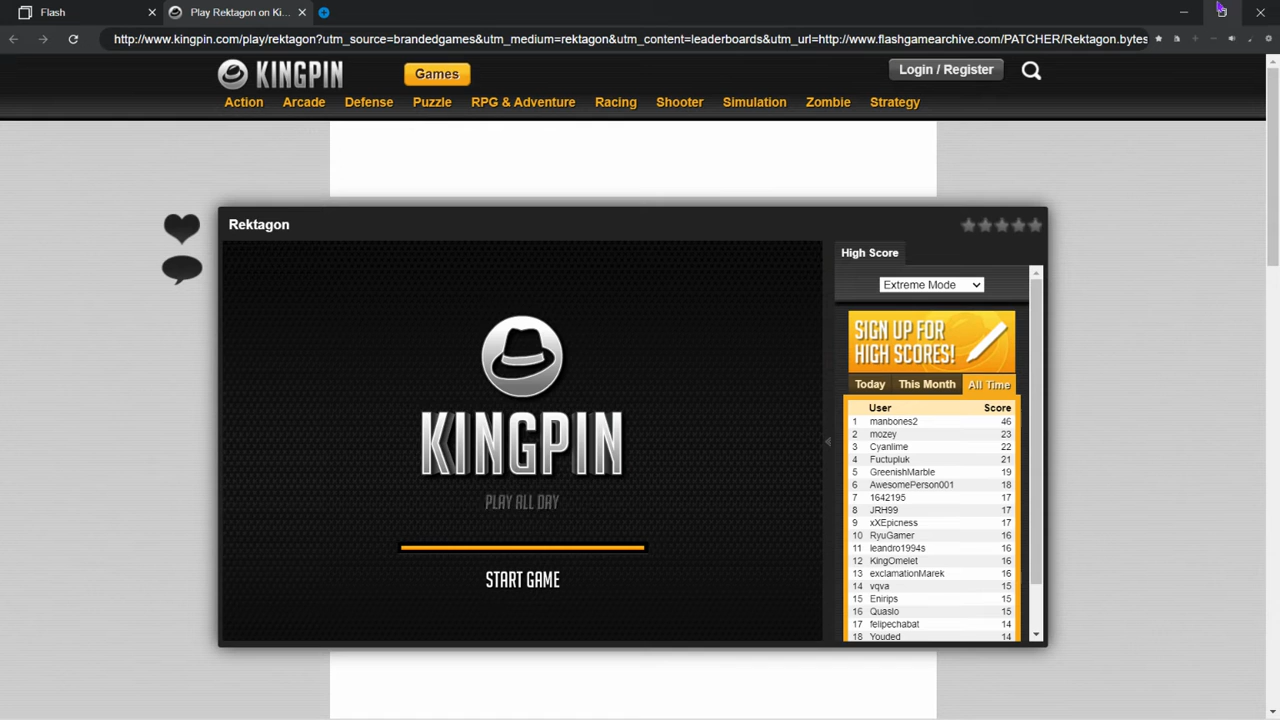 Flash
Play Rektagon on Ki...
http://www.kingpin.com/play/rektagon?utm_source=brandedgames&utm_medium=rektagon&utm_content=leaderboards&utm_url=http://www.flashgamearchive.com/PATCHER/Rektagon.bytes
KINGPIN
Games
Login / Register
Action Arcade Defense Puzzle RPG & Adventure Racing Shooter Simulation Zombie Strategy
Rektagon
High Score
Extreme Mode
SIGN UP FOR
HIGH SCORES!
Today This Month All Time
User Score
1 manbones2 46
2 mozey 23
3 Cyanlime 22
4 Fuctupluk 21
5 GreenishMarble 19
6 AwesomePerson001 18
7 1642195 17
8 JRH99 17
9 xXEpicness 17
10 RyuGamer 16
11 leandro1994s 16
12 KingOmelet 16
13 exclamationMarek 16
14 vqva 15
15 Enirips 15
16 Quaslo 15
17 felipechabat 14
18 Youded 14
KINGPIN
PLAY ALL DAY
START GAME